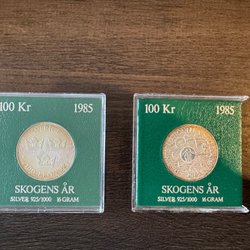 100 Kr 1985
SKOGENS ÅR
SILVER 925/1000 16 GRAM
100 Kr 1985
SKOGENS ÅR
SILVER 925/1000 16 GRAM